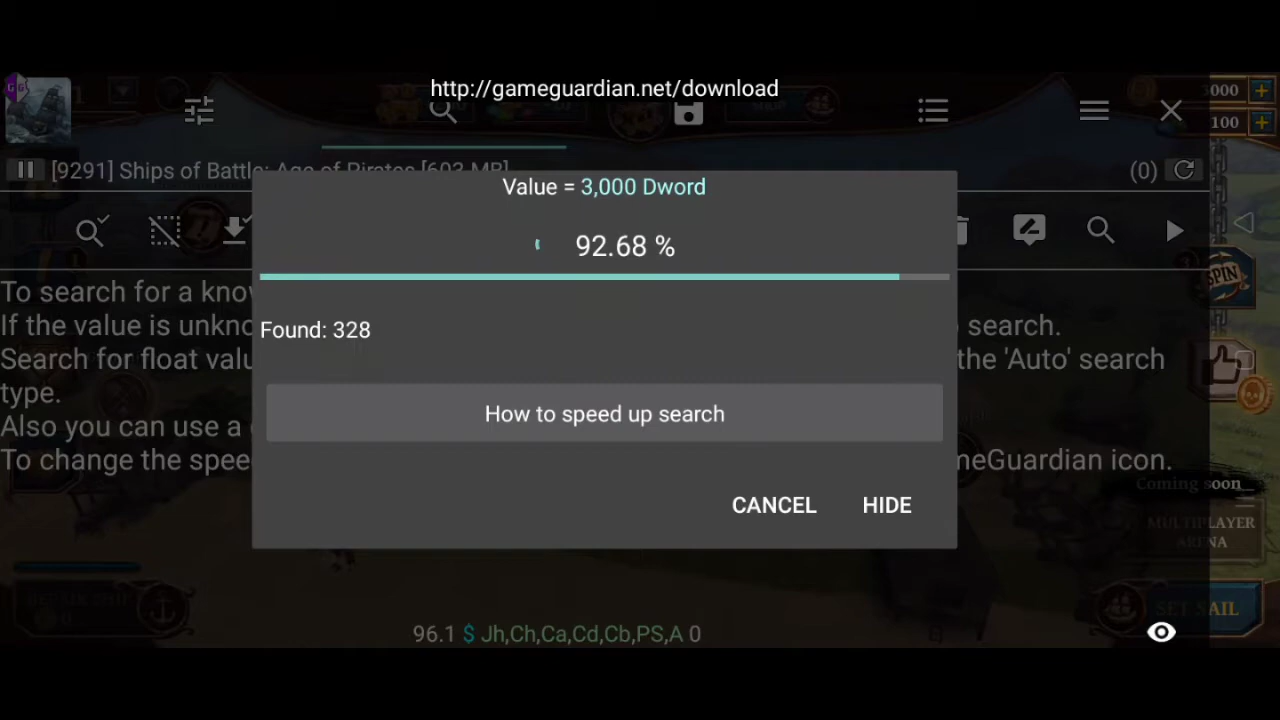 http://gameguardian.net/download
3000
100
[9291] Ships of Battle: Age of Pirates [603 MB]
(0)
Value = 3,000 Dword
92.68 %
SPIN
To search for a kno
If the value is unkno
search.
Found: 328
Search for float valu
the 'Auto' search
type.
Also you can use a
How to speed up search
To change the spee
meGuardian icon.
Coming soon
CANCEL
HIDE
MULTIPLAYER
ARENA
SET SAIL
96.1 $ Jh,Ch,Ca,Cd,Cb,PS,A 0